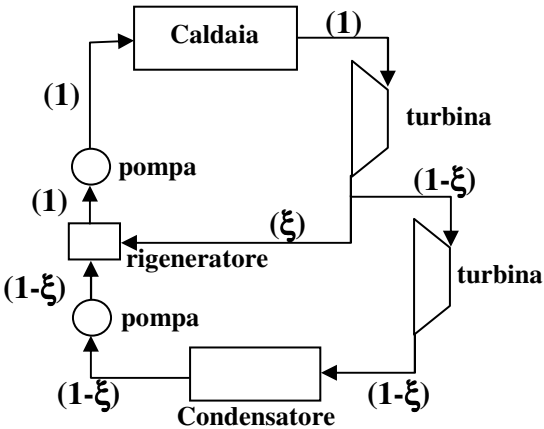 Caldaia
(1)
(1)
turbina
pompa
(1-ξ)
(1)
(ξ)
rigeneratore
turbina
(1-ξ)
pompa
(1-ξ)
(1-ξ)
Condensatore